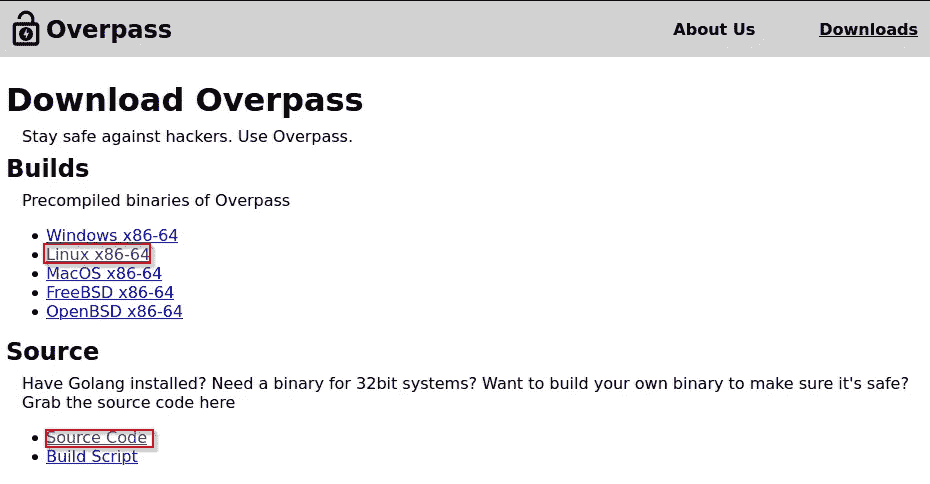 Overpass
About Us
Downloads
Download Overpass
Stay safe against hackers. Use Overpass.
Builds
Precompiled binaries of Overpass
Windows x86-64
Linux x86-64
MacOS x86-64
FreeBSD x86-64
OpenBSD x86-64
Source
Have Golang installed? Need a binary for 32bit systems? Want to build your own binary to make sure it's safe?
Grab the source code here
Source Code
Build Script